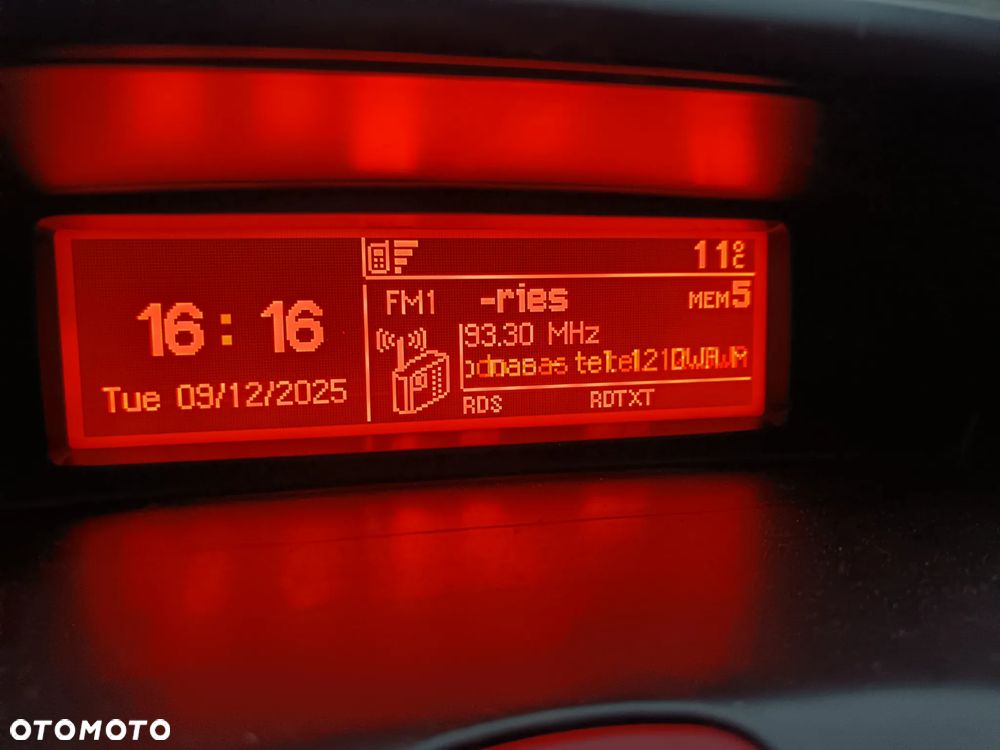 11°C
16:16
FM1 -ries MEM5
93.30 MHz
Tue 09/12/2025
RDS RDTXT
OTOMOTO